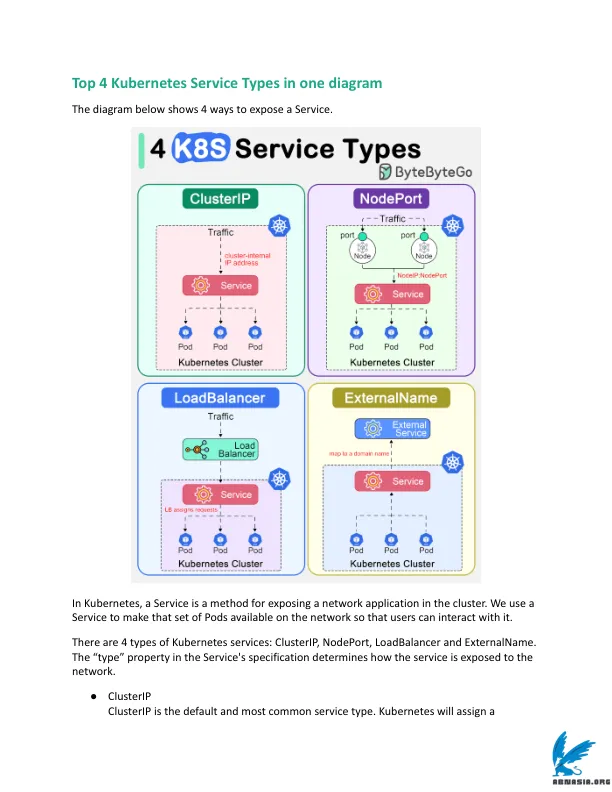 Top 4 Kubernetes Service Types in one diagram
The diagram below shows 4 ways to expose a Service.
4 K8S Service Types
ByteByteGo
ClusterIP
Traffic
cluster-internal
IP address
Service
Pod Pod Pod
Kubernetes Cluster
NodePort
Traffic
port port
Node Node
NodeIP:NodePort
Service
Pod Pod Pod
Kubernetes Cluster
LoadBalancer
Traffic
Load
Balancer
Service
LB assigns requests
Pod Pod Pod
Kubernetes Cluster
ExternalName
External
Service
map to a domain name
Service
Pod Pod Pod
Kubernetes Cluster
In Kubernetes, a Service is a method for exposing a network application in the cluster. We use a
Service to make that set of Pods available on the network so that users can interact with it.
There are 4 types of Kubernetes services: ClusterIP, NodePort, LoadBalancer and ExternalName.
The “type” property in the Service's specification determines how the service is exposed to the
network.
● ClusterIP
ClusterIP is the default and most common service type. Kubernetes will assign a
AENASIA.ORG